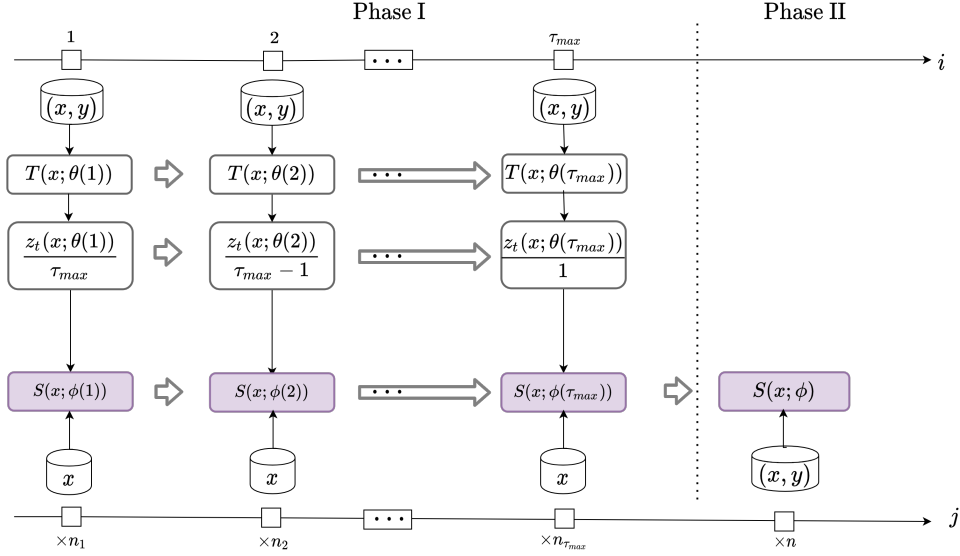 Phase I Phase II
1 2 τ_max
· · ·
i
(x, y) (x, y) (x, y)
T(x; θ(1)) T(x; θ(2)) · · · T(x; θ(τ_max))
z_t(x; θ(1)) z_t(x; θ(2)) z_t(x; θ(τ_max))
· · ·
τ_max τ_max − 1 1
S(x; ϕ(1)) S(x; ϕ(2)) · · · S(x; ϕ(τ_max)) S(x; ϕ)
x x x (x, y)
· · · j
×n_1 ×n_2 ×n_τ_max ×n